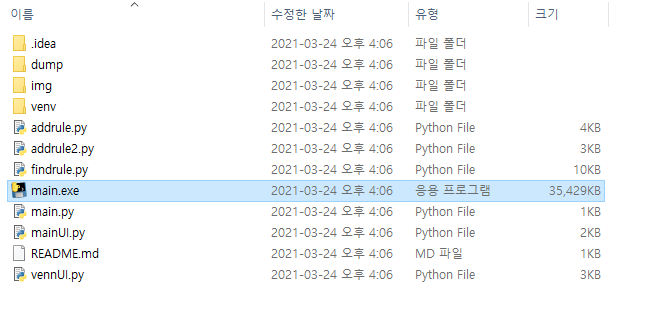 이름 수정한 날짜 유형 크기
.idea 2021-03-24 오후 4:06 파일 폴더
dump 2021-03-24 오후 4:06 파일 폴더
img 2021-03-24 오후 4:06 파일 폴더
venv 2021-03-24 오후 4:06 파일 폴더
addrule.py 2021-03-24 오후 4:06 Python File 4KB
addrule2.py 2021-03-24 오후 4:06 Python File 3KB
findrule.py 2021-03-24 오후 4:06 Python File 10KB
main.exe 2021-03-24 오후 4:06 응용 프로그램 35,429KB
main.py 2021-03-24 오후 4:06 Python File 1KB
mainUI.py 2021-03-24 오후 4:06 Python File 2KB
README.md 2021-03-24 오후 4:06 MD 파일 1KB
vennUI.py 2021-03-24 오후 4:06 Python File 3KB